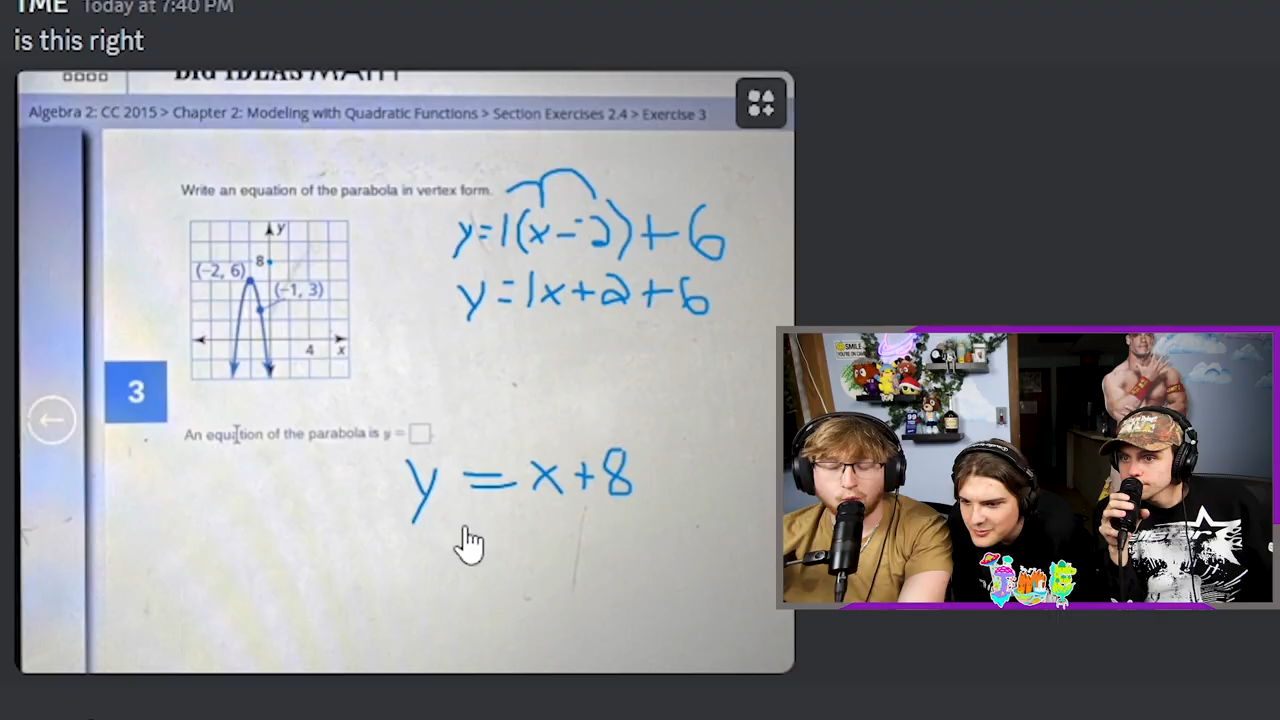 TME Today at 7:40 PM
is this right
BIG IDEAS MATH
Algebra 2: CC 2015 > Chapter 2: Modeling with Quadratic Functions > Section Exercises 2.4 > Exercise 3
Write an equation of the parabola in vertex form.
y=1(x--2)+6
y=1x+2+6
y
8
(-2, 6)
(-1, 3)
4
x
3
An equation of the parabola is y =
y = x+8
SMILE